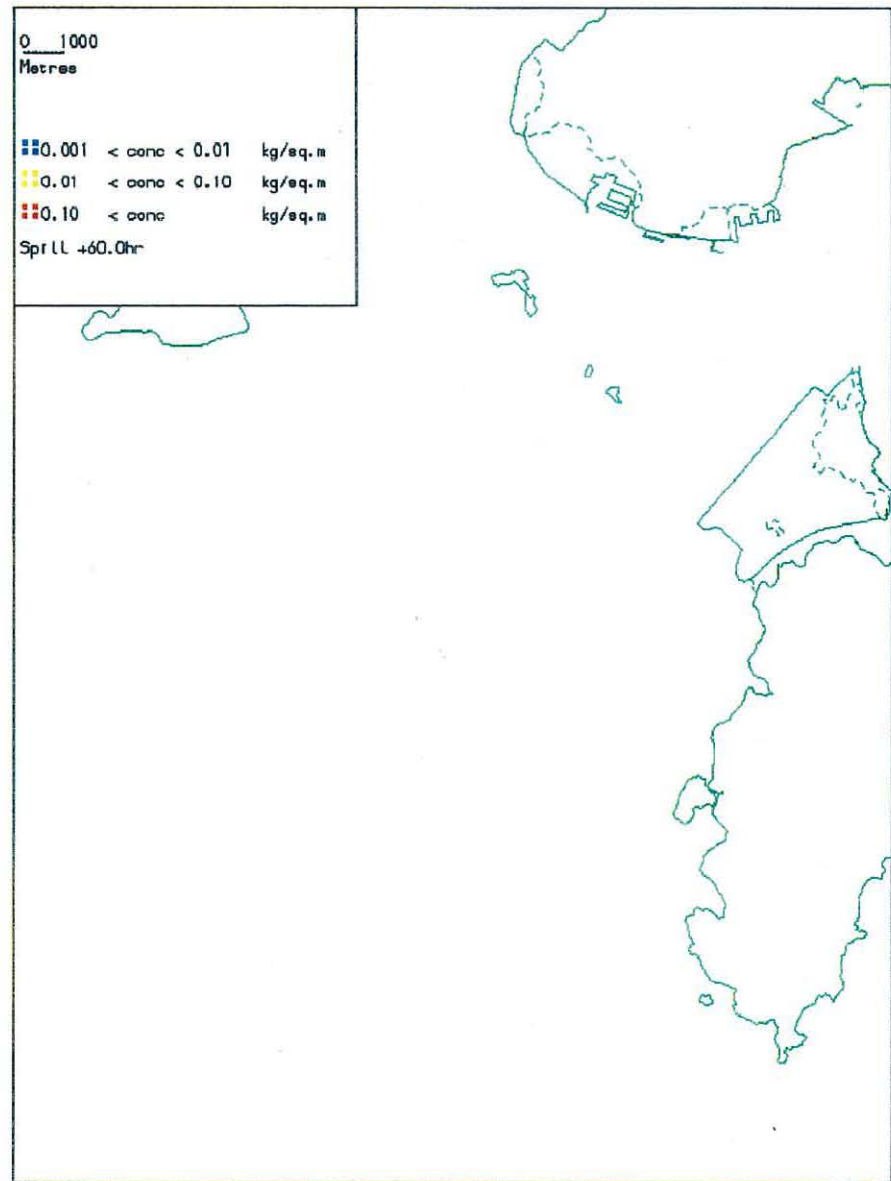 0 1000
Metres
0.001 < conc < 0.01 kg/sq.m
0.01 < conc < 0.10 kg/sq.m
0.10 < conc kg/sq.m
Spill +60.0hr